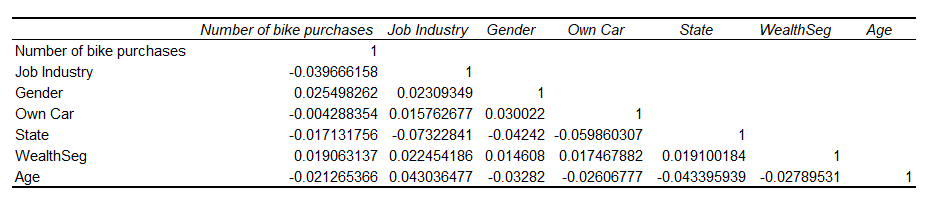 Number of bike purchases Job Industry Gender Own Car State WealthSeg Age
Number of bike purchases 1
Job Industry -0.039666158 1
Gender 0.025498262 0.02309349 1
Own Car -0.004288354 0.015762677 0.030022 1
State -0.017131756 -0.07322841 -0.04242 -0.059860307 1
WealthSeg 0.019063137 0.022454186 0.014608 0.017467882 0.019100184 1
Age -0.021265366 0.043036477 -0.03282 -0.02606777 -0.043395939 -0.02789531 1